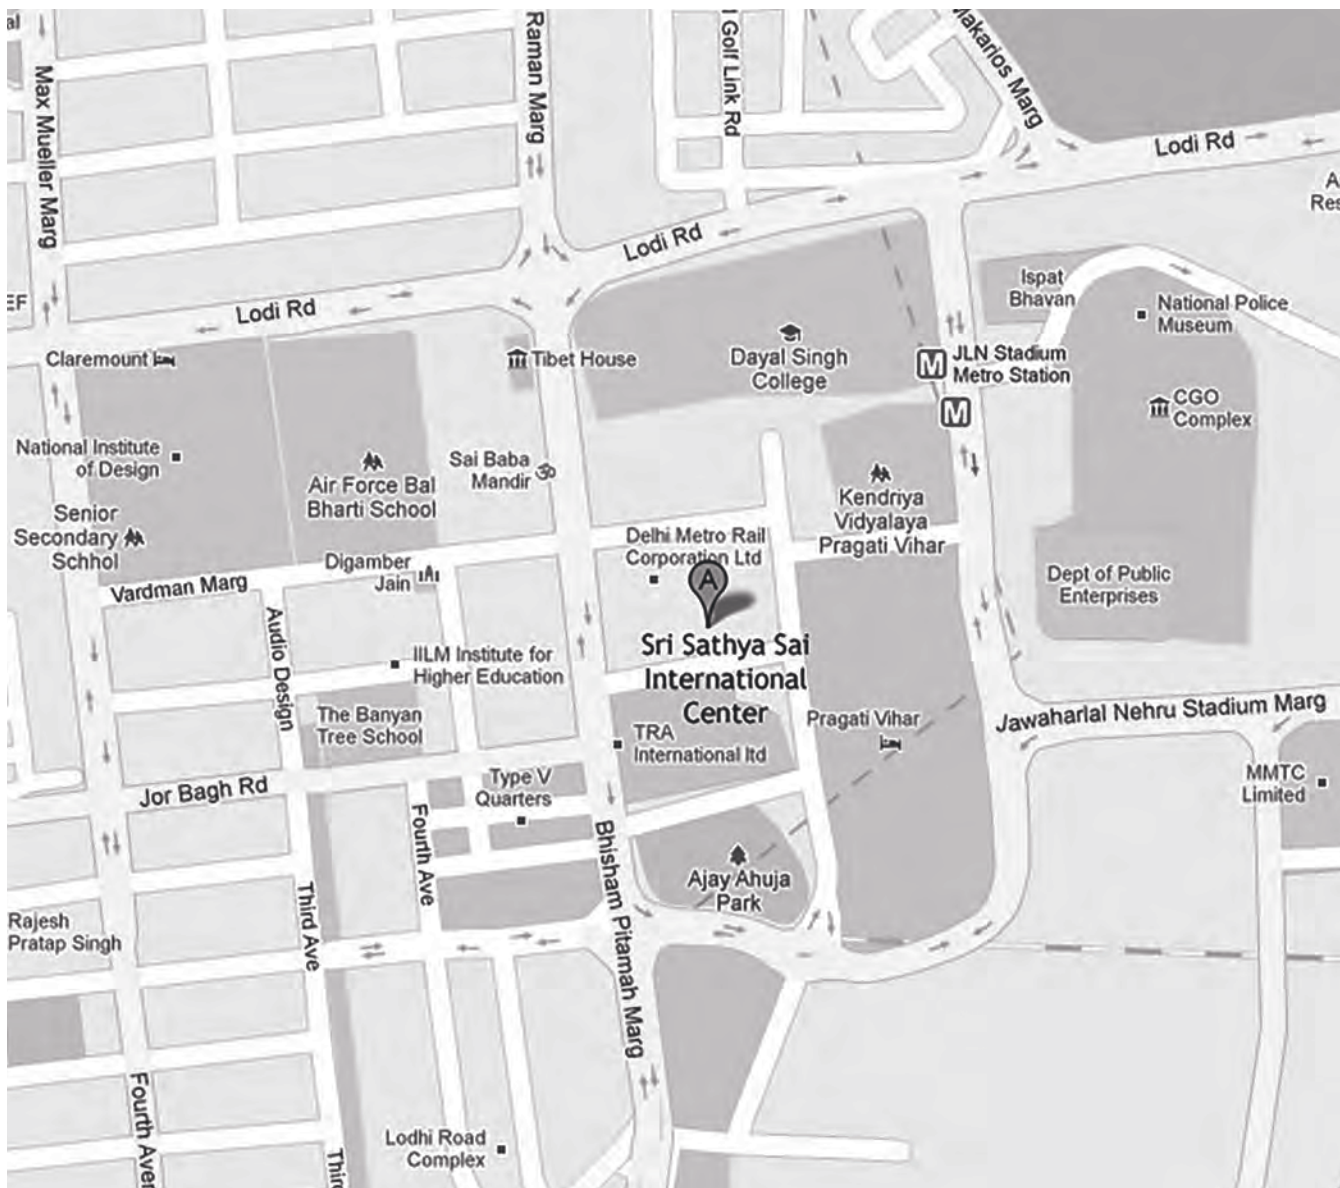 al
Max Mueller Marg
Raman Marg
Golf Link Rd
Makarios Marg
Lodi Rd
A
Res
Lodi Rd
EF
Lodi Rd
Ispat
Bhavan
National Police
Museum
Claremount
Tibet House
Dayal Singh
College
M
JLN Stadium
Metro Station
M
CGO
Complex
National Institute
of Design
Air Force Bal
Bharti School
Sai Baba
Mandir
ॐ
Kendriya
Vidyalaya
Pragati Vihar
Senior
Secondary
Schhol
Delhi Metro Rail
Corporation Ltd
Digamber
Jain
Vardman Marg
A
Dept of Public
Enterprises
Audio Design
IILM Institute for
Higher Education
Sri Sathya Sai
International
Center
The Banyan
Tree School
TRA
International ltd
Pragati Vihar
Jawaharlal Nehru Stadium Marg
Jor Bagh Rd
Type V
Quarters
MMTC
Limited
Fourth Ave
Bhisham Pitamah Marg
Ajay Ahuja
Park
Third Ave
Rajesh
Pratap Singh
Fourth Aven
Lodhi Road
Complex
Third